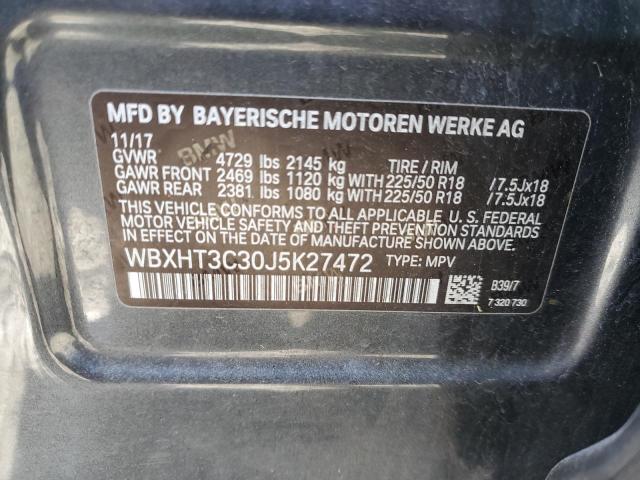 MFD BY BAYERISCHE MOTOREN WERKE AG
11/17
GVWR 4729 lbs 2145 kg TIRE / RIM
GAWR FRONT 2469 lbs 1120 kg WITH 225/50 R18 /7.5Jx18
GAWR REAR 2381 lbs 1080 kg WITH 225/50 R18 /7.5Jx18
THIS VEHICLE CONFORMS TO ALL APPLICABLE U. S. FEDERAL
MOTOR VEHICLE SAFETY AND THEFT PREVENTION STANDARDS
IN EFFECT ON THE DATE OF MANUFACTURE SHOWN ABOVE.
WBXHT3C30J5K27472 TYPE: MPV
B39/7
7 320 730